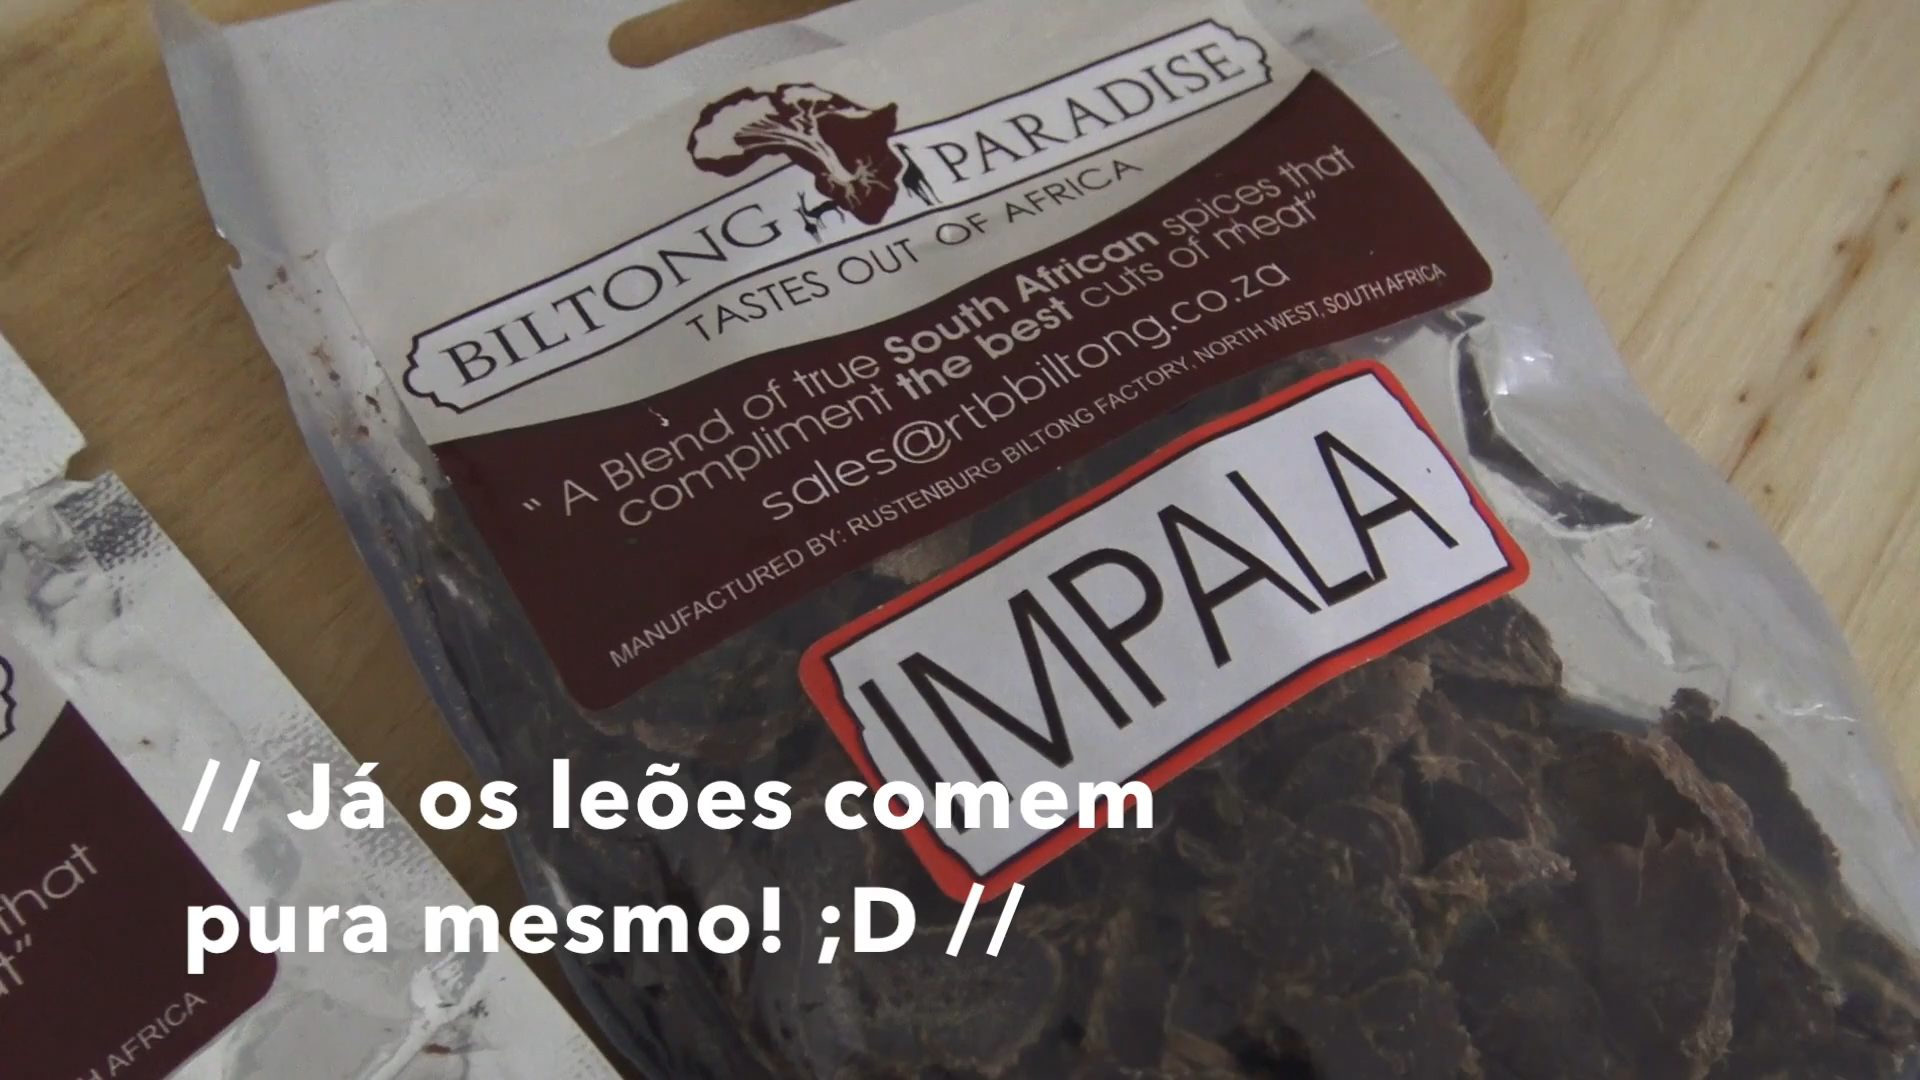 BILTONG PARADISE
TASTES OUT OF AFRICA
" A Blend of true South African spices that
compliment the best cuts of meat"
sales@rtbbiltong.co.za
MANUFACTURED BY: RUSTENBURG BILTONG FACTORY, NORTH WEST, SOUTH AFRICA
IMPALA
// Já os leões comem
pura mesmo! ;D //
that
AFRICA